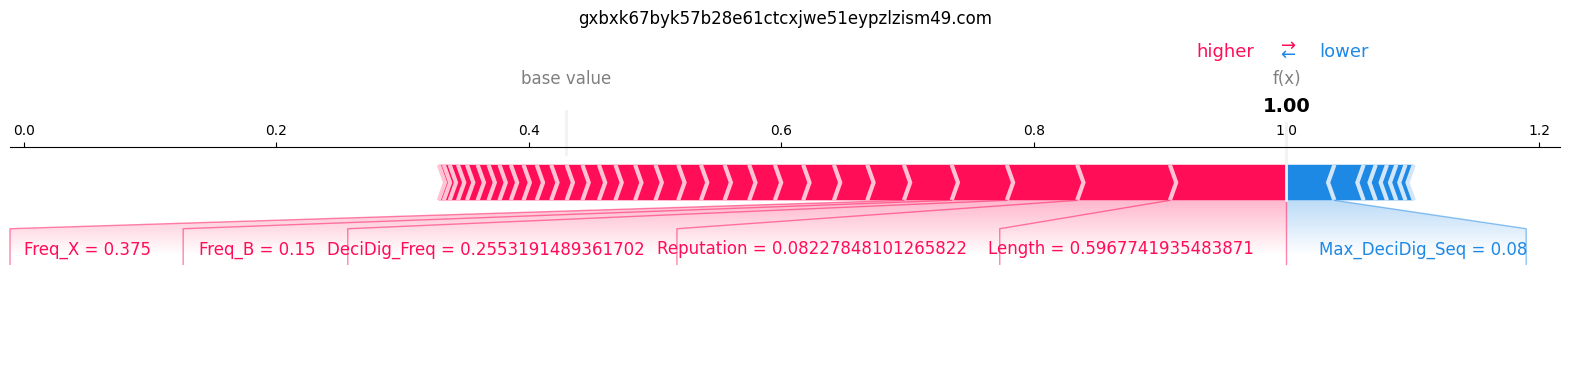 gxbxk67byk57b28e61ctcxjwe51eypzlzism49.com
higher ⇄ lower
base value f(x)
1.00
0.0 0.2 0.4 0.6 0.8 1.0 1.2
Freq_X = 0.375 Freq_B = 0.15 DeciDig_Freq = 0.2553191489361702 Reputation = 0.08227848101265822 Length = 0.5967741935483871 Max_DeciDig_Seq = 0.08